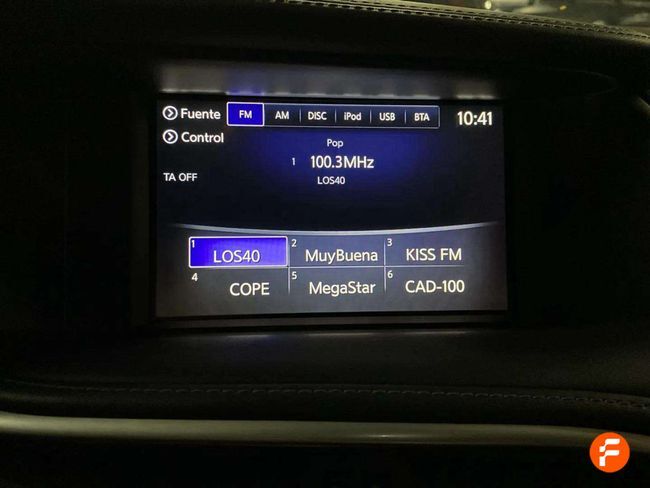 Fuente FM AM DISC iPod USB BTA 10:41
Control
Pop
1 100.3MHz
TA OFF LOS40
1 LOS40 2 MuyBuena 3 KISS FM
4 COPE 5 MegaStar 6 CAD-100